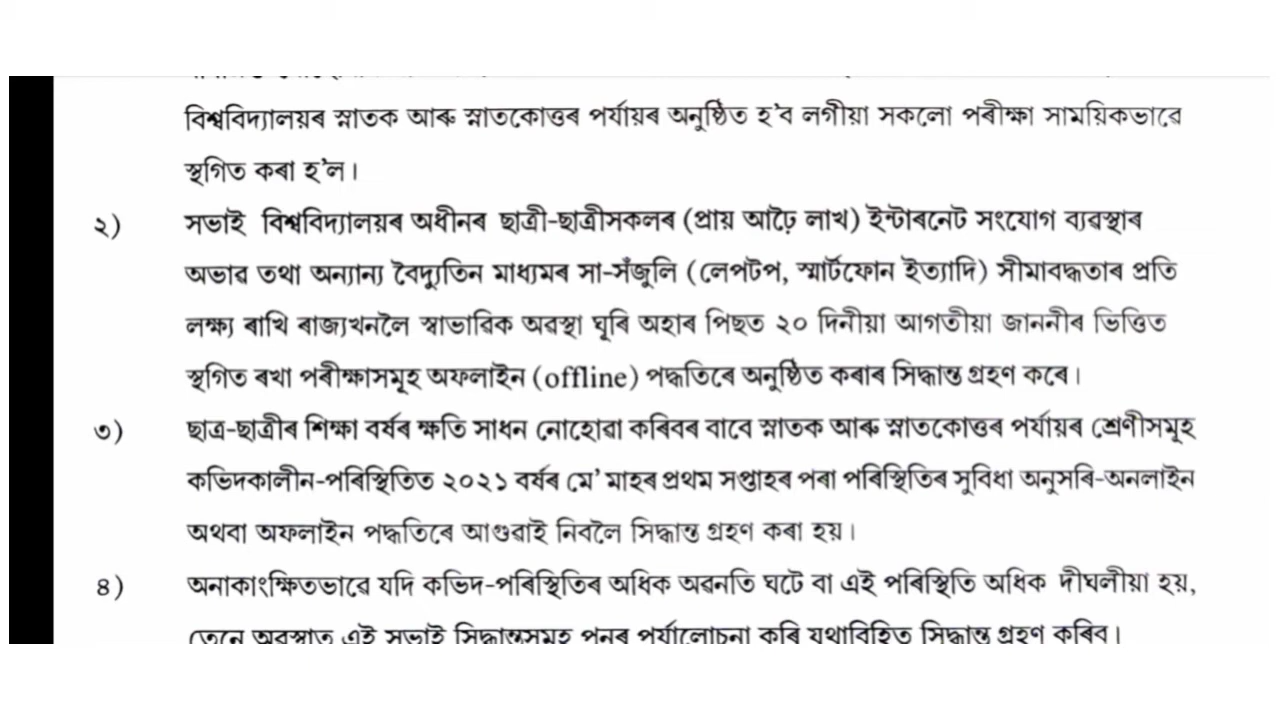 বিশ্ববিদ্যালয়ৰ স্নাতক আৰু স্নাতকোত্তৰ পৰ্যায়ৰ অনুষ্ঠিত হ'ব লগীয়া সকলো পৰীক্ষা সাময়িকভাৱে
স্থগিত কৰা হ'ল।
২) সভাই বিশ্ববিদ্যালয়ৰ অধীনৰ ছাত্ৰী-ছাত্ৰীসকলৰ (প্ৰায় আঢ়ৈ লাখ) ইন্টাৰনেট সংযোগ ব্যৱস্থাৰ
অভাৱ তথা অন্যান্য বৈদ্যুতিন মাধ্যমৰ সা-সঁজুলি (লেপটপ, স্মাৰ্টফোন ইত্যাদি) সীমাবদ্ধতাৰ প্ৰতি
লক্ষ্য ৰাখি ৰাজ্যখনলৈ স্বাভাৱিক অৱস্থা ঘূৰি অহাৰ পিছত ২০ দিনীয়া আগতীয়া জাননীৰ ভিত্তিত
স্থগিত ৰখা পৰীক্ষাসমূহ অফলাইন (offline) পদ্ধতিৰে অনুষ্ঠিত কৰাৰ সিদ্ধান্ত গ্ৰহণ কৰে।
৩) ছাত্ৰ-ছাত্ৰীৰ শিক্ষা বৰ্ষৰ ক্ষতি সাধন নোহোৱা কৰিবৰ বাবে স্নাতক আৰু স্নাতকোত্তৰ পৰ্যায়ৰ শ্ৰেণীসমূহ
কভিদকালীন-পৰিস্থিতিত ২০২১ বৰ্ষৰ মে' মাহৰ প্ৰথম সপ্তাহৰ পৰা পৰিস্থিতিৰ সুবিধা অনুসৰি-অনলাইন
অথবা অফলাইন পদ্ধতিৰে আগুৱাই নিবলৈ সিদ্ধান্ত গ্ৰহণ কৰা হয়।
৪) অনাকাংক্ষিতভাৱে যদি কভিদ-পৰিস্থিতিৰ অধিক অৱনতি ঘটে বা এই পৰিস্থিতি অধিক দীঘলীয়া হয়,
তেনে অৱস্থাত এই সভাই সিদ্ধান্তসমূহ পুনৰ পৰ্যালোচনা কৰি যথাবিহিত সিদ্ধান্ত গ্ৰহণ কৰিব।